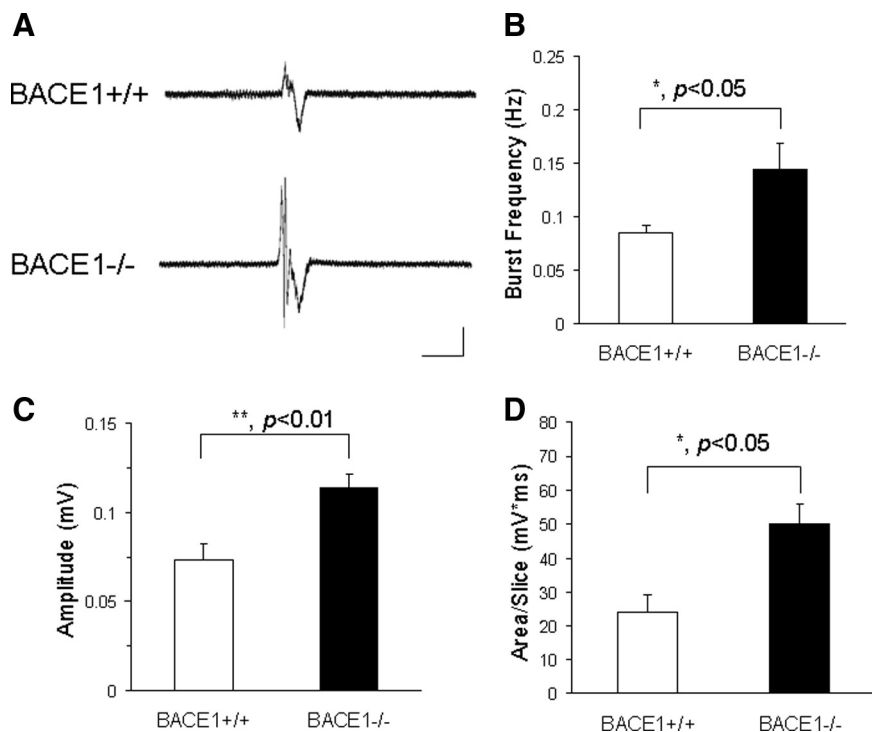 A
BACE1+/+
BACE1-/-
B
Burst Frequency (Hz)
0.25
0.2
0.15
0.1
0.05
0
*, p<0.05
BACE1+/+ BACE1-/-
C
Amplitude (mV)
0.15
0.1
0.05
0
**, p<0.01
BACE1+/+ BACE1-/-
D
Area/Slice (mV*ms)
80
70
60
50
40
30
20
10
0
*, p<0.05
BACE1+/+ BACE1-/-